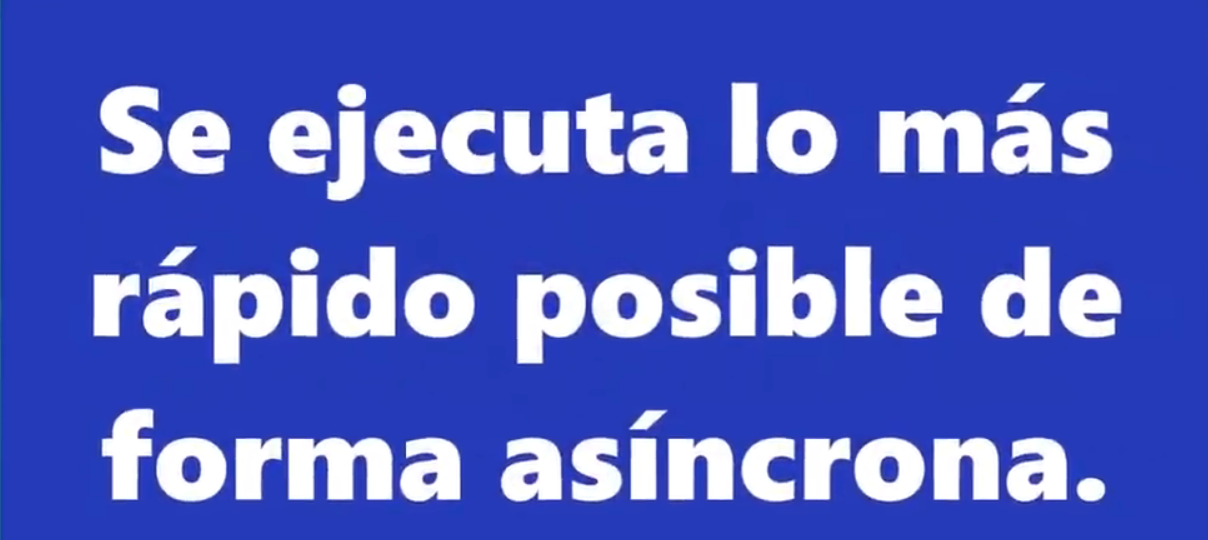 Se ejecuta lo más
rápido posible de
forma asíncrona.